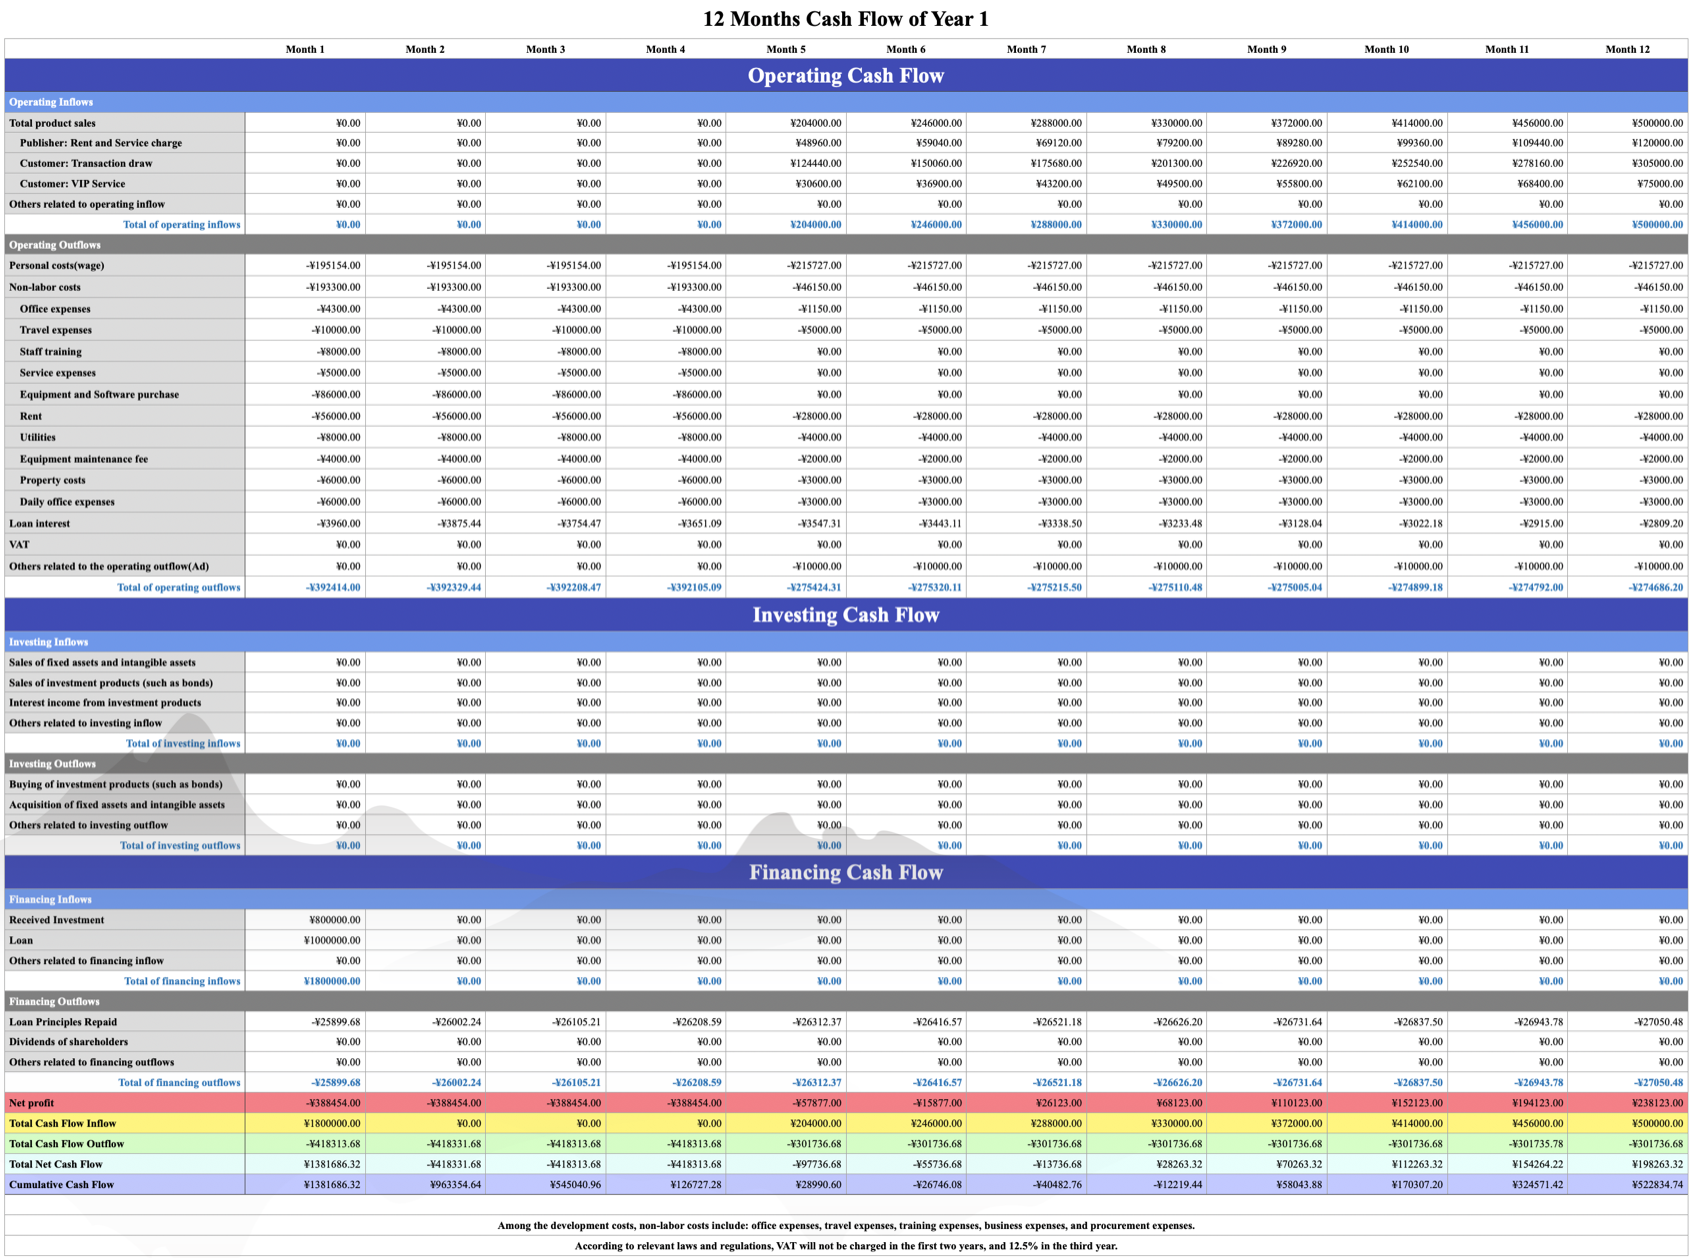 12 Months Cash Flow of Year 1
Month 1 Month 2 Month 3 Month 4 Month 5 Month 6 Month 7 Month 8 Month 9 Month 10 Month 11 Month 12
Operating Cash Flow
Operating Inflows
Total product sales ¥0.00 ¥0.00 ¥0.00 ¥0.00 ¥204000.00 ¥246000.00 ¥288000.00 ¥330000.00 ¥372000.00 ¥414000.00 ¥456000.00 ¥500000.00
Publisher: Rent and Service charge ¥0.00 ¥0.00 ¥0.00 ¥0.00 ¥48960.00 ¥59040.00 ¥69120.00 ¥79200.00 ¥89280.00 ¥99360.00 ¥109440.00 ¥120000.00
Customer: Transaction draw ¥0.00 ¥0.00 ¥0.00 ¥0.00 ¥124440.00 ¥150060.00 ¥175680.00 ¥201300.00 ¥226920.00 ¥252540.00 ¥278160.00 ¥305000.00
Customer: VIP Service ¥0.00 ¥0.00 ¥0.00 ¥0.00 ¥30600.00 ¥36900.00 ¥43200.00 ¥49500.00 ¥55800.00 ¥62100.00 ¥68400.00 ¥75000.00
Others related to operating inflow ¥0.00 ¥0.00 ¥0.00 ¥0.00 ¥0.00 ¥0.00 ¥0.00 ¥0.00 ¥0.00 ¥0.00 ¥0.00 ¥0.00
Total of operating inflows ¥0.00 ¥0.00 ¥0.00 ¥0.00 ¥204000.00 ¥246000.00 ¥288000.00 ¥330000.00 ¥372000.00 ¥414000.00 ¥456000.00 ¥500000.00
Operating Outflows
Personal costs(wage) -¥195154.00 -¥195154.00 -¥195154.00 -¥195154.00 -¥215727.00 -¥215727.00 -¥215727.00 -¥215727.00 -¥215727.00 -¥215727.00 -¥215727.00 -¥215727.00
Non-labor costs -¥193300.00 -¥193300.00 -¥193300.00 -¥193300.00 -¥46150.00 -¥46150.00 -¥46150.00 -¥46150.00 -¥46150.00 -¥46150.00 -¥46150.00 -¥46150.00
Office expenses -¥4300.00 -¥4300.00 -¥4300.00 -¥4300.00 -¥1150.00 -¥1150.00 -¥1150.00 -¥1150.00 -¥1150.00 -¥1150.00 -¥1150.00 -¥1150.00
Travel expenses -¥10000.00 -¥10000.00 -¥10000.00 -¥10000.00 -¥5000.00 -¥5000.00 -¥5000.00 -¥5000.00 -¥5000.00 -¥5000.00 -¥5000.00 -¥5000.00
Staff training -¥8000.00 -¥8000.00 -¥8000.00 -¥8000.00 ¥0.00 ¥0.00 ¥0.00 ¥0.00 ¥0.00 ¥0.00 ¥0.00 ¥0.00
Service expenses -¥5000.00 -¥5000.00 -¥5000.00 -¥5000.00 ¥0.00 ¥0.00 ¥0.00 ¥0.00 ¥0.00 ¥0.00 ¥0.00 ¥0.00
Equipment and Software purchase -¥86000.00 -¥86000.00 -¥86000.00 -¥86000.00 ¥0.00 ¥0.00 ¥0.00 ¥0.00 ¥0.00 ¥0.00 ¥0.00 ¥0.00
Rent -¥56000.00 -¥56000.00 -¥56000.00 -¥56000.00 -¥28000.00 -¥28000.00 -¥28000.00 -¥28000.00 -¥28000.00 -¥28000.00 -¥28000.00 -¥28000.00
Utilities -¥8000.00 -¥8000.00 -¥8000.00 -¥8000.00 -¥4000.00 -¥4000.00 -¥4000.00 -¥4000.00 -¥4000.00 -¥4000.00 -¥4000.00 -¥4000.00
Equipment maintenance fee -¥4000.00 -¥4000.00 -¥4000.00 -¥4000.00 -¥2000.00 -¥2000.00 -¥2000.00 -¥2000.00 -¥2000.00 -¥2000.00 -¥2000.00 -¥2000.00
Property costs -¥6000.00 -¥6000.00 -¥6000.00 -¥6000.00 -¥3000.00 -¥3000.00 -¥3000.00 -¥3000.00 -¥3000.00 -¥3000.00 -¥3000.00 -¥3000.00
Daily office expenses -¥6000.00 -¥6000.00 -¥6000.00 -¥6000.00 -¥3000.00 -¥3000.00 -¥3000.00 -¥3000.00 -¥3000.00 -¥3000.00 -¥3000.00 -¥3000.00
Loan interest -¥3960.00 -¥3875.44 -¥3754.47 -¥3651.09 -¥3547.31 -¥3443.11 -¥3338.50 -¥3233.48 -¥3128.04 -¥3022.18 -¥2915.00 -¥2809.20
VAT ¥0.00 ¥0.00 ¥0.00 ¥0.00 ¥0.00 ¥0.00 ¥0.00 ¥0.00 ¥0.00 ¥0.00 ¥0.00 ¥0.00
Others related to the operating outflow(Ad) ¥0.00 ¥0.00 ¥0.00 ¥0.00 -¥10000.00 -¥10000.00 -¥10000.00 -¥10000.00 -¥10000.00 -¥10000.00 -¥10000.00 -¥10000.00
Total of operating outflows -¥392414.00 -¥392329.44 -¥392208.47 -¥392105.09 -¥275424.31 -¥275320.11 -¥275215.50 -¥275110.48 -¥275005.04 -¥274899.18 -¥274792.00 -¥274686.20
Investing Cash Flow
Investing Inflows
Sales of fixed assets and intangible assets ¥0.00 ¥0.00 ¥0.00 ¥0.00 ¥0.00 ¥0.00 ¥0.00 ¥0.00 ¥0.00 ¥0.00 ¥0.00 ¥0.00
Sales of investment products (such as bonds) ¥0.00 ¥0.00 ¥0.00 ¥0.00 ¥0.00 ¥0.00 ¥0.00 ¥0.00 ¥0.00 ¥0.00 ¥0.00 ¥0.00
Interest income from investment products ¥0.00 ¥0.00 ¥0.00 ¥0.00 ¥0.00 ¥0.00 ¥0.00 ¥0.00 ¥0.00 ¥0.00 ¥0.00 ¥0.00
Others related to investing inflow ¥0.00 ¥0.00 ¥0.00 ¥0.00 ¥0.00 ¥0.00 ¥0.00 ¥0.00 ¥0.00 ¥0.00 ¥0.00 ¥0.00
Total of investing inflows ¥0.00 ¥0.00 ¥0.00 ¥0.00 ¥0.00 ¥0.00 ¥0.00 ¥0.00 ¥0.00 ¥0.00 ¥0.00 ¥0.00
Investing Outflows
Buying of investment products (such as bonds) ¥0.00 ¥0.00 ¥0.00 ¥0.00 ¥0.00 ¥0.00 ¥0.00 ¥0.00 ¥0.00 ¥0.00 ¥0.00 ¥0.00
Acquisition of fixed assets and intangible assets ¥0.00 ¥0.00 ¥0.00 ¥0.00 ¥0.00 ¥0.00 ¥0.00 ¥0.00 ¥0.00 ¥0.00 ¥0.00 ¥0.00
Others related to investing outflow ¥0.00 ¥0.00 ¥0.00 ¥0.00 ¥0.00 ¥0.00 ¥0.00 ¥0.00 ¥0.00 ¥0.00 ¥0.00 ¥0.00
Total of investing outflows ¥0.00 ¥0.00 ¥0.00 ¥0.00 ¥0.00 ¥0.00 ¥0.00 ¥0.00 ¥0.00 ¥0.00 ¥0.00 ¥0.00
Financing Cash Flow
Financing Inflows
Received Investment ¥800000.00 ¥0.00 ¥0.00 ¥0.00 ¥0.00 ¥0.00 ¥0.00 ¥0.00 ¥0.00 ¥0.00 ¥0.00 ¥0.00
Loan ¥1000000.00 ¥0.00 ¥0.00 ¥0.00 ¥0.00 ¥0.00 ¥0.00 ¥0.00 ¥0.00 ¥0.00 ¥0.00 ¥0.00
Others related to financing inflow ¥0.00 ¥0.00 ¥0.00 ¥0.00 ¥0.00 ¥0.00 ¥0.00 ¥0.00 ¥0.00 ¥0.00 ¥0.00 ¥0.00
Total of financing inflows ¥1800000.00 ¥0.00 ¥0.00 ¥0.00 ¥0.00 ¥0.00 ¥0.00 ¥0.00 ¥0.00 ¥0.00 ¥0.00 ¥0.00
Financing Outflows
Loan Principles Repaid -¥25899.68 -¥26002.24 -¥26105.21 -¥26208.59 -¥26312.37 -¥26416.57 -¥26521.18 -¥26626.20 -¥26731.64 -¥26837.50 -¥26943.78 -¥27050.48
Dividends of shareholders ¥0.00 ¥0.00 ¥0.00 ¥0.00 ¥0.00 ¥0.00 ¥0.00 ¥0.00 ¥0.00 ¥0.00 ¥0.00 ¥0.00
Others related to financing outflows ¥0.00 ¥0.00 ¥0.00 ¥0.00 ¥0.00 ¥0.00 ¥0.00 ¥0.00 ¥0.00 ¥0.00 ¥0.00 ¥0.00
Total of financing outflows -¥25899.68 -¥26002.24 -¥26105.21 -¥26208.59 -¥26312.37 -¥26416.57 -¥26521.18 -¥26626.20 -¥26731.64 -¥26837.50 -¥26943.78 -¥27050.48
Net profit -¥388454.00 -¥388454.00 -¥388454.00 -¥388454.00 -¥57877.00 -¥15877.00 ¥26123.00 ¥68123.00 ¥110123.00 ¥152123.00 ¥194123.00 ¥238123.00
Total Cash Flow Inflow ¥1800000.00 ¥0.00 ¥0.00 ¥0.00 ¥204000.00 ¥246000.00 ¥288000.00 ¥330000.00 ¥372000.00 ¥414000.00 ¥456000.00 ¥500000.00
Total Cash Flow Outflow -¥418313.68 -¥418331.68 -¥418313.68 -¥418313.68 -¥301736.68 -¥301736.68 -¥301736.68 -¥301736.68 -¥301736.68 -¥301736.68 -¥301735.78 -¥301736.68
Total Net Cash Flow ¥1381686.32 -¥418331.68 -¥418313.68 -¥418313.68 -¥97736.68 -¥55736.68 -¥13736.68 ¥28263.32 ¥70263.32 ¥112263.32 ¥154264.22 ¥198263.32
Cumulative Cash Flow ¥1381686.32 ¥963354.64 ¥545040.96 ¥126727.28 ¥28990.60 -¥26746.08 -¥40482.76 -¥12219.44 ¥58043.88 ¥170307.20 ¥324571.42 ¥522834.74
Among the development costs, non-labor costs include: office expenses, travel expenses, training expenses, business expenses, and procurement expenses.
According to relevant laws and regulations, VAT will not be charged in the first two years, and 12.5% in the third year.